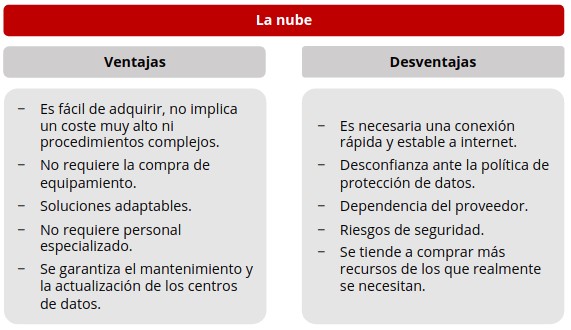 La nube
Ventajas
– Es fácil de adquirir, no implica
un coste muy alto ni
procedimientos complejos.
– No requiere la compra de
equipamiento.
– Soluciones adaptables.
– No requiere personal
especializado.
– Se garantiza el mantenimiento y
la actualización de los centros
de datos.
Desventajas
– Es necesaria una conexión
rápida y estable a internet.
– Desconfianza ante la política de
protección de datos.
– Dependencia del proveedor.
– Riesgos de seguridad.
– Se tiende a comprar más
recursos de los que realmente
se necesitan.